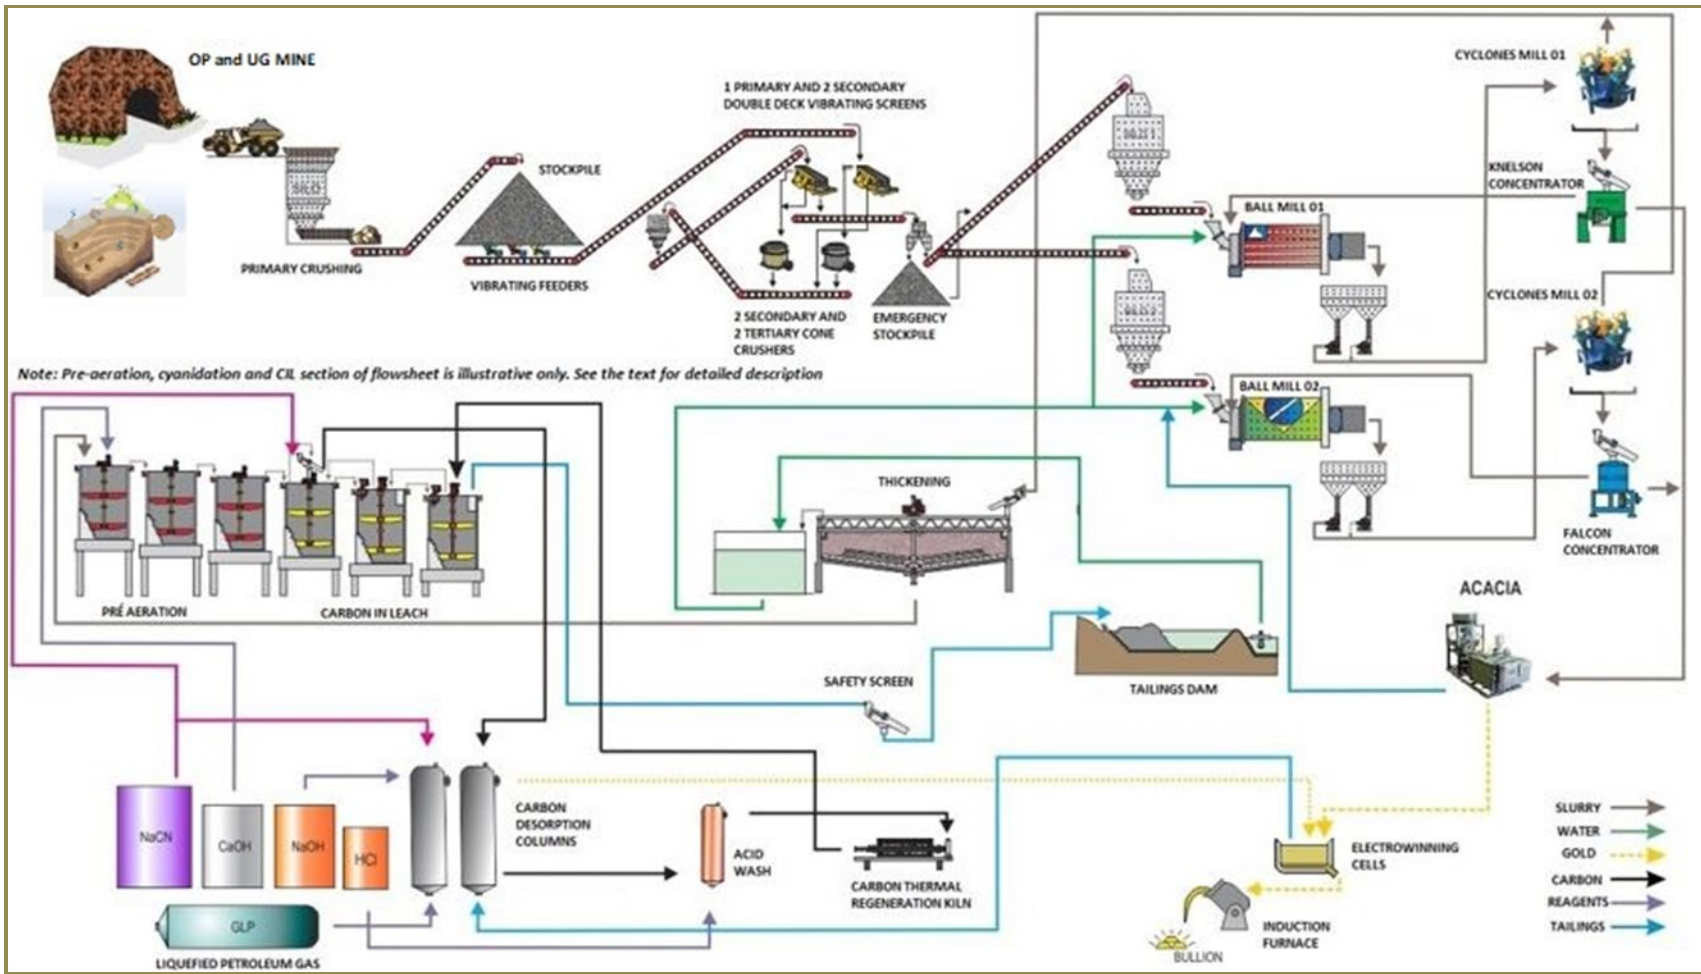 OP and UG MINE
SILO
PRIMARY CRUSHING
STOCKPILE
VIBRATING FEEDERS
1 PRIMARY AND 2 SECONDARY
DOUBLE DECK VIBRATING SCREENS
2 SECONDARY AND
2 TERTIARY CONE
CRUSHERS
EMERGENCY
STOCKPILE
BALL MILL 01
BALL MILL 02
CYCLONES MILL 01
KNELSON
CONCENTRATOR
CYCLONES MILL 02
FALCON
CONCENTRATOR
Note: Pre-aeration, cyanidation and CIL section of flowsheet is illustrative only. See the text for detailed description
PRÉ AERATION
CARBON IN LEACH
THICKENING
TAILINGS DAM
SAFETY SCREEN
ACACIA
NaCN
CaOH
NaOH
HCl
GLP
LIQUEFIED PETROLEUM GAS
CARBON
DESORPTION
COLUMNS
ACID
WASH
CARBON THERMAL
REGENERATION KILN
ELECTROWINNING
CELLS
INDUCTION
FURNACE
BULLION
SLURRY
WATER
GOLD
CARBON
REAGENTS
TAILINGS